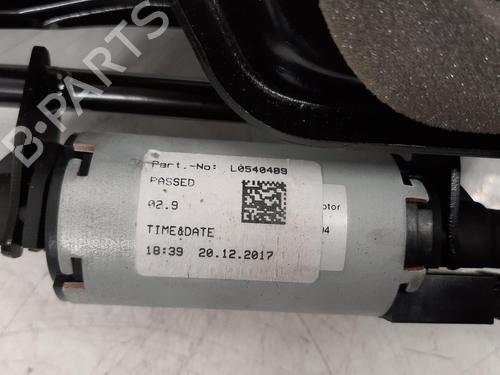 B-PARTS
Part.-No: L0540489
PASSED
02.9
TIME&DATE
18:39 20.12.2017
otor
04